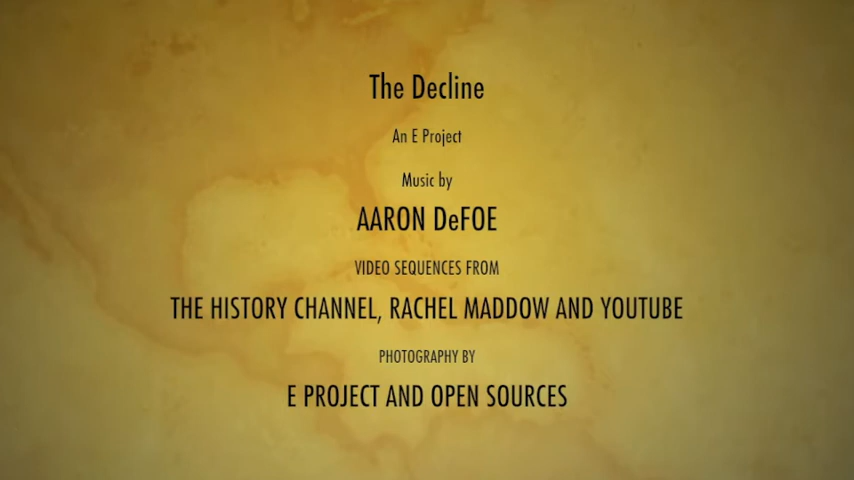 The Decline
An E Project
Music by
AARON DeFOE
VIDEO SEQUENCES FROM
THE HISTORY CHANNEL, RACHEL MADDOW AND YOUTUBE
PHOTOGRAPHY BY
E PROJECT AND OPEN SOURCES